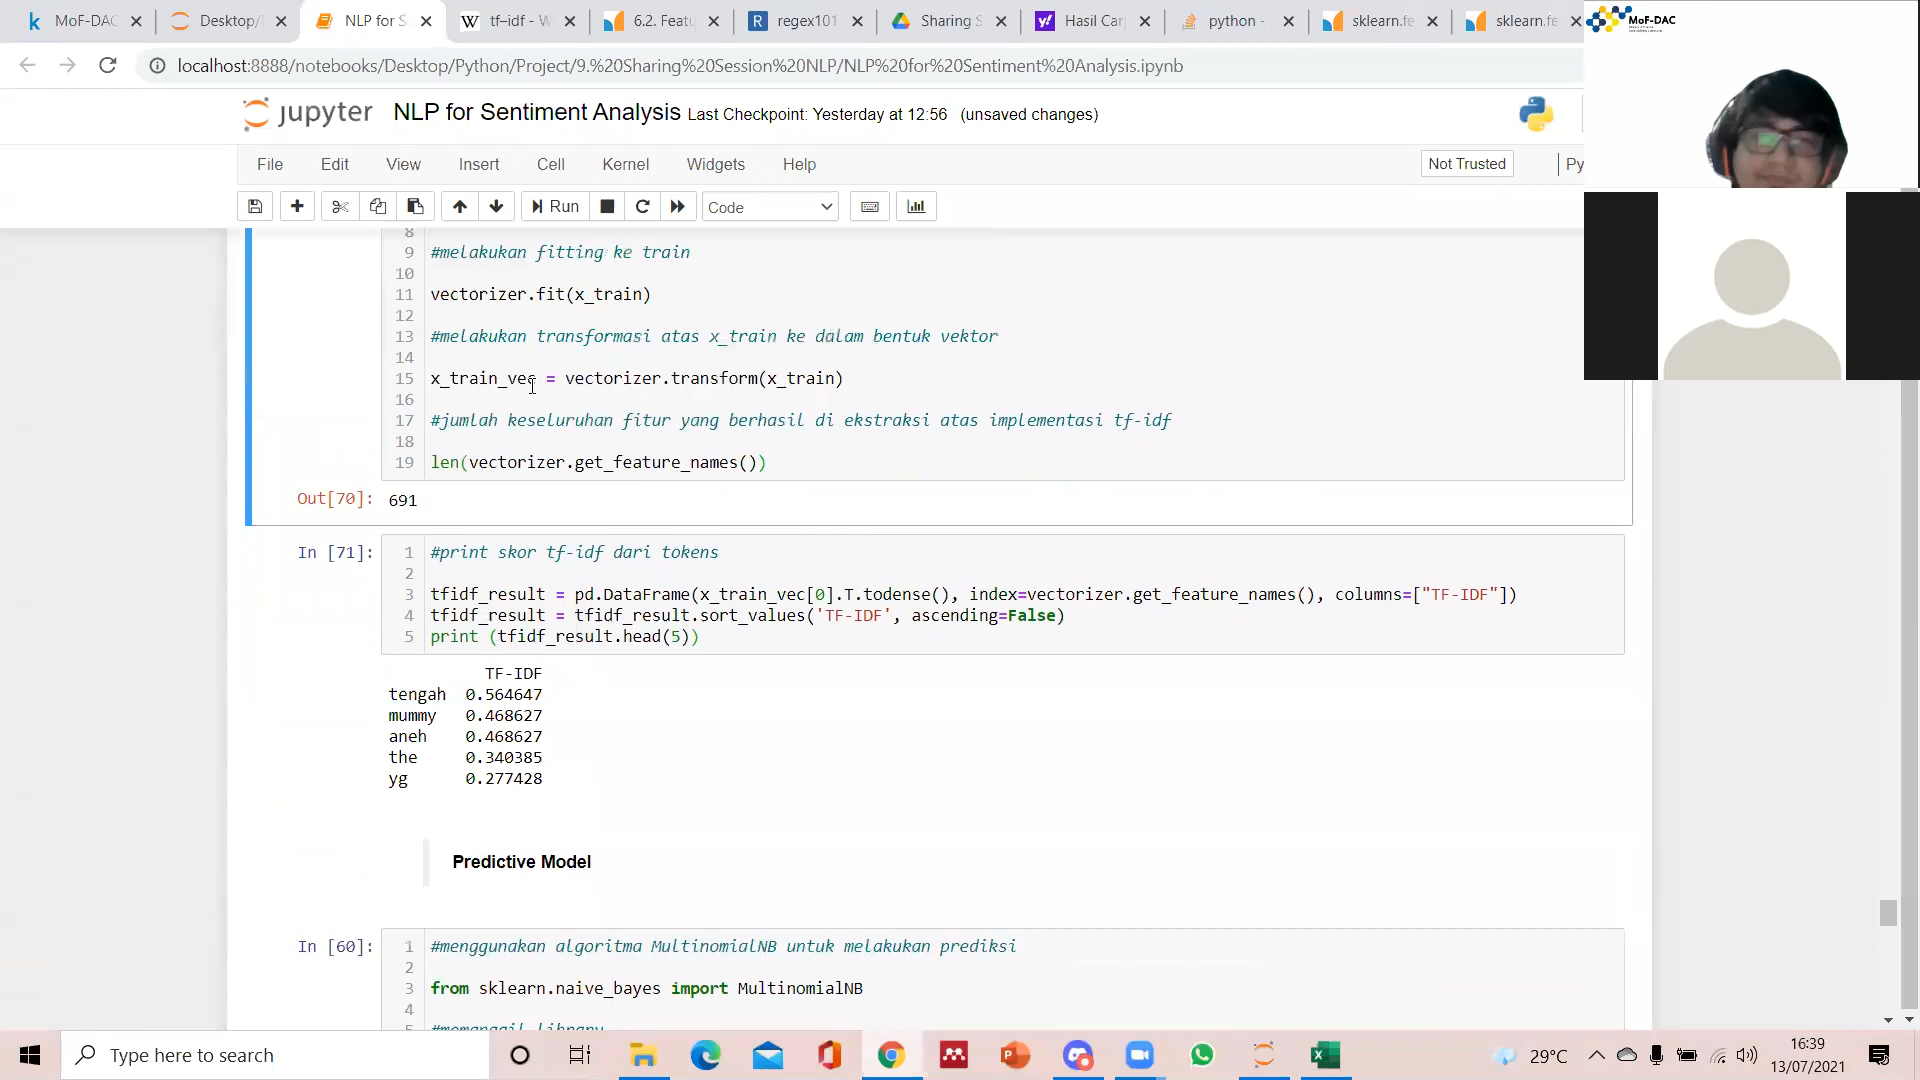 MoF-DAC
Desktop/
NLP for S
tf–idf - W
6.2. Featu
regex101
Sharing S
Hasil Car
python -
sklearn.fe
sklearn.fe
MoF-DAC
localhost:8888/notebooks/Desktop/Python/Project/9.%20Sharing%20Session%20NLP/NLP%20for%20Sentiment%20Analysis.ipynb
jupyter NLP for Sentiment Analysis Last Checkpoint: Yesterday at 12:56 (unsaved changes)
File Edit View Insert Cell Kernel Widgets Help Not Trusted Py
Run Code
8
9 #melakukan fitting ke train
10
11 vectorizer.fit(x_train)
12
13 #melakukan transformasi atas x_train ke dalam bentuk vektor
14
15 x_train_vec = vectorizer.transform(x_train)
16
17 #jumlah keseluruhan fitur yang berhasil di ekstraksi atas implementasi tf-idf
18
19 len(vectorizer.get_feature_names())
Out[70]: 691
In [71]: 1 #print skor tf-idf dari tokens
2
3 tfidf_result = pd.DataFrame(x_train_vec[0].T.todense(), index=vectorizer.get_feature_names(), columns=["TF-IDF"])
4 tfidf_result = tfidf_result.sort_values('TF-IDF', ascending=False)
5 print (tfidf_result.head(5))
TF-IDF
tengah 0.564647
mummy 0.468627
aneh 0.468627
the 0.340385
yg 0.277428
Predictive Model
In [60]: 1 #menggunakan algoritma MultinomialNB untuk melakukan prediksi
2
3 from sklearn.naive_bayes import MultinomialNB
4
5 #memanggil library
Type here to search
29°C
16:39
13/07/2021